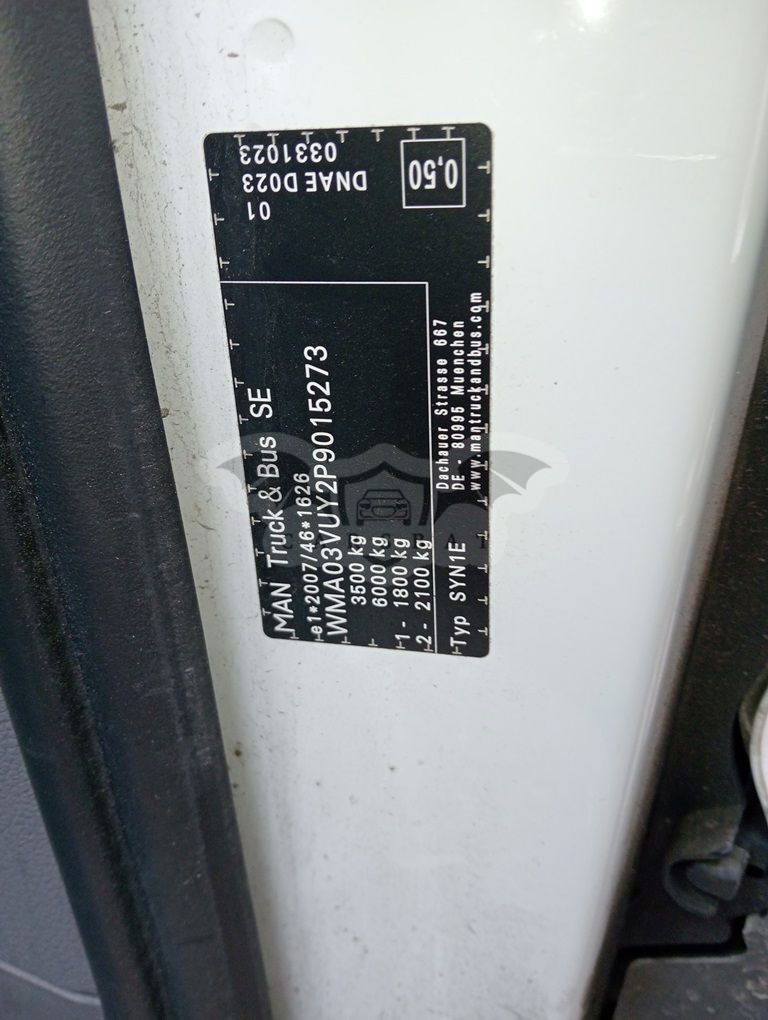 MAN Truck & Bus SE
e1*2007/46*1626
WMA03VUY2P9015273
3500 kg
6000 kg
1 - 1800 kg
2 - 2100 kg
Typ SYN1E
Dachauer Strasse 667
DE - 80995 Muenchen
www.mantruckandbus.com
01
DNAE D023
0331023
0,50